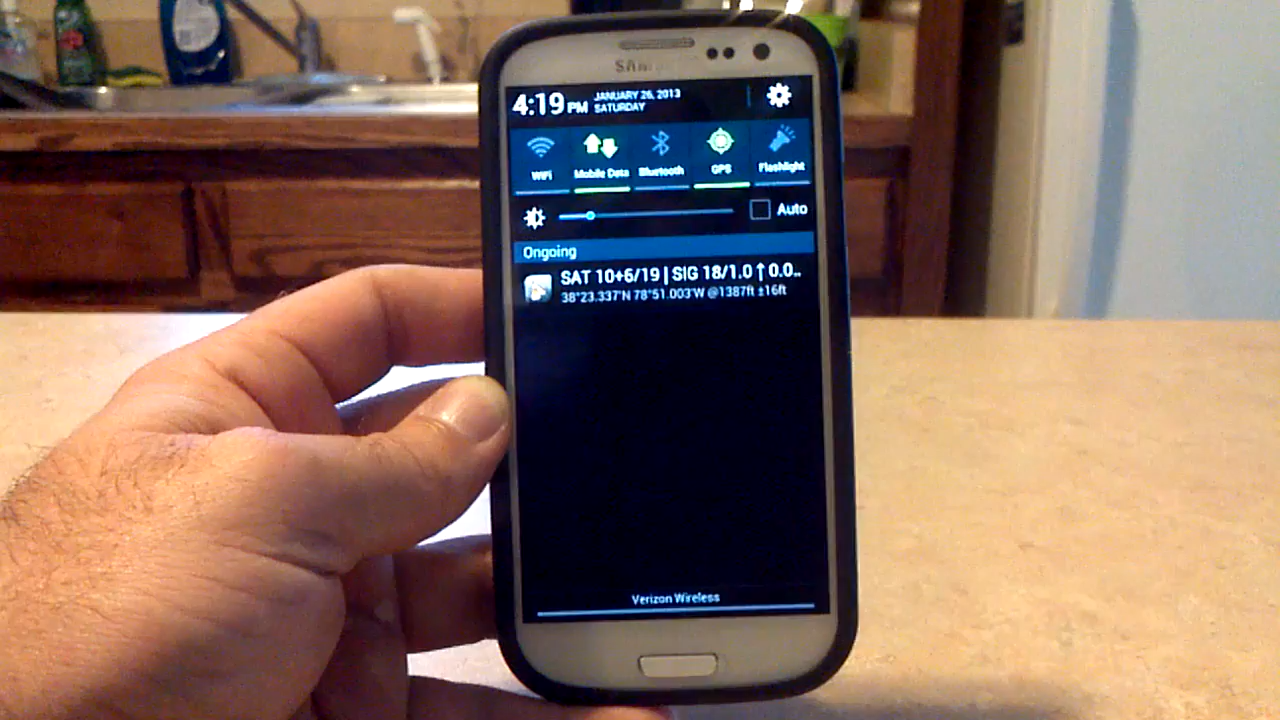 SAMSUNG
4:19 PM
JANUARY 26, 2013
SATURDAY
WiFi
Mobile Data
Bluetooth
GPS
Flashlight
Auto
Ongoing
SAT 10+6/19 | SIG 18/1.0 ↑ 0.0..
38°23.337'N 78°51.003'W @1387ft ±16ft
Verizon Wireless